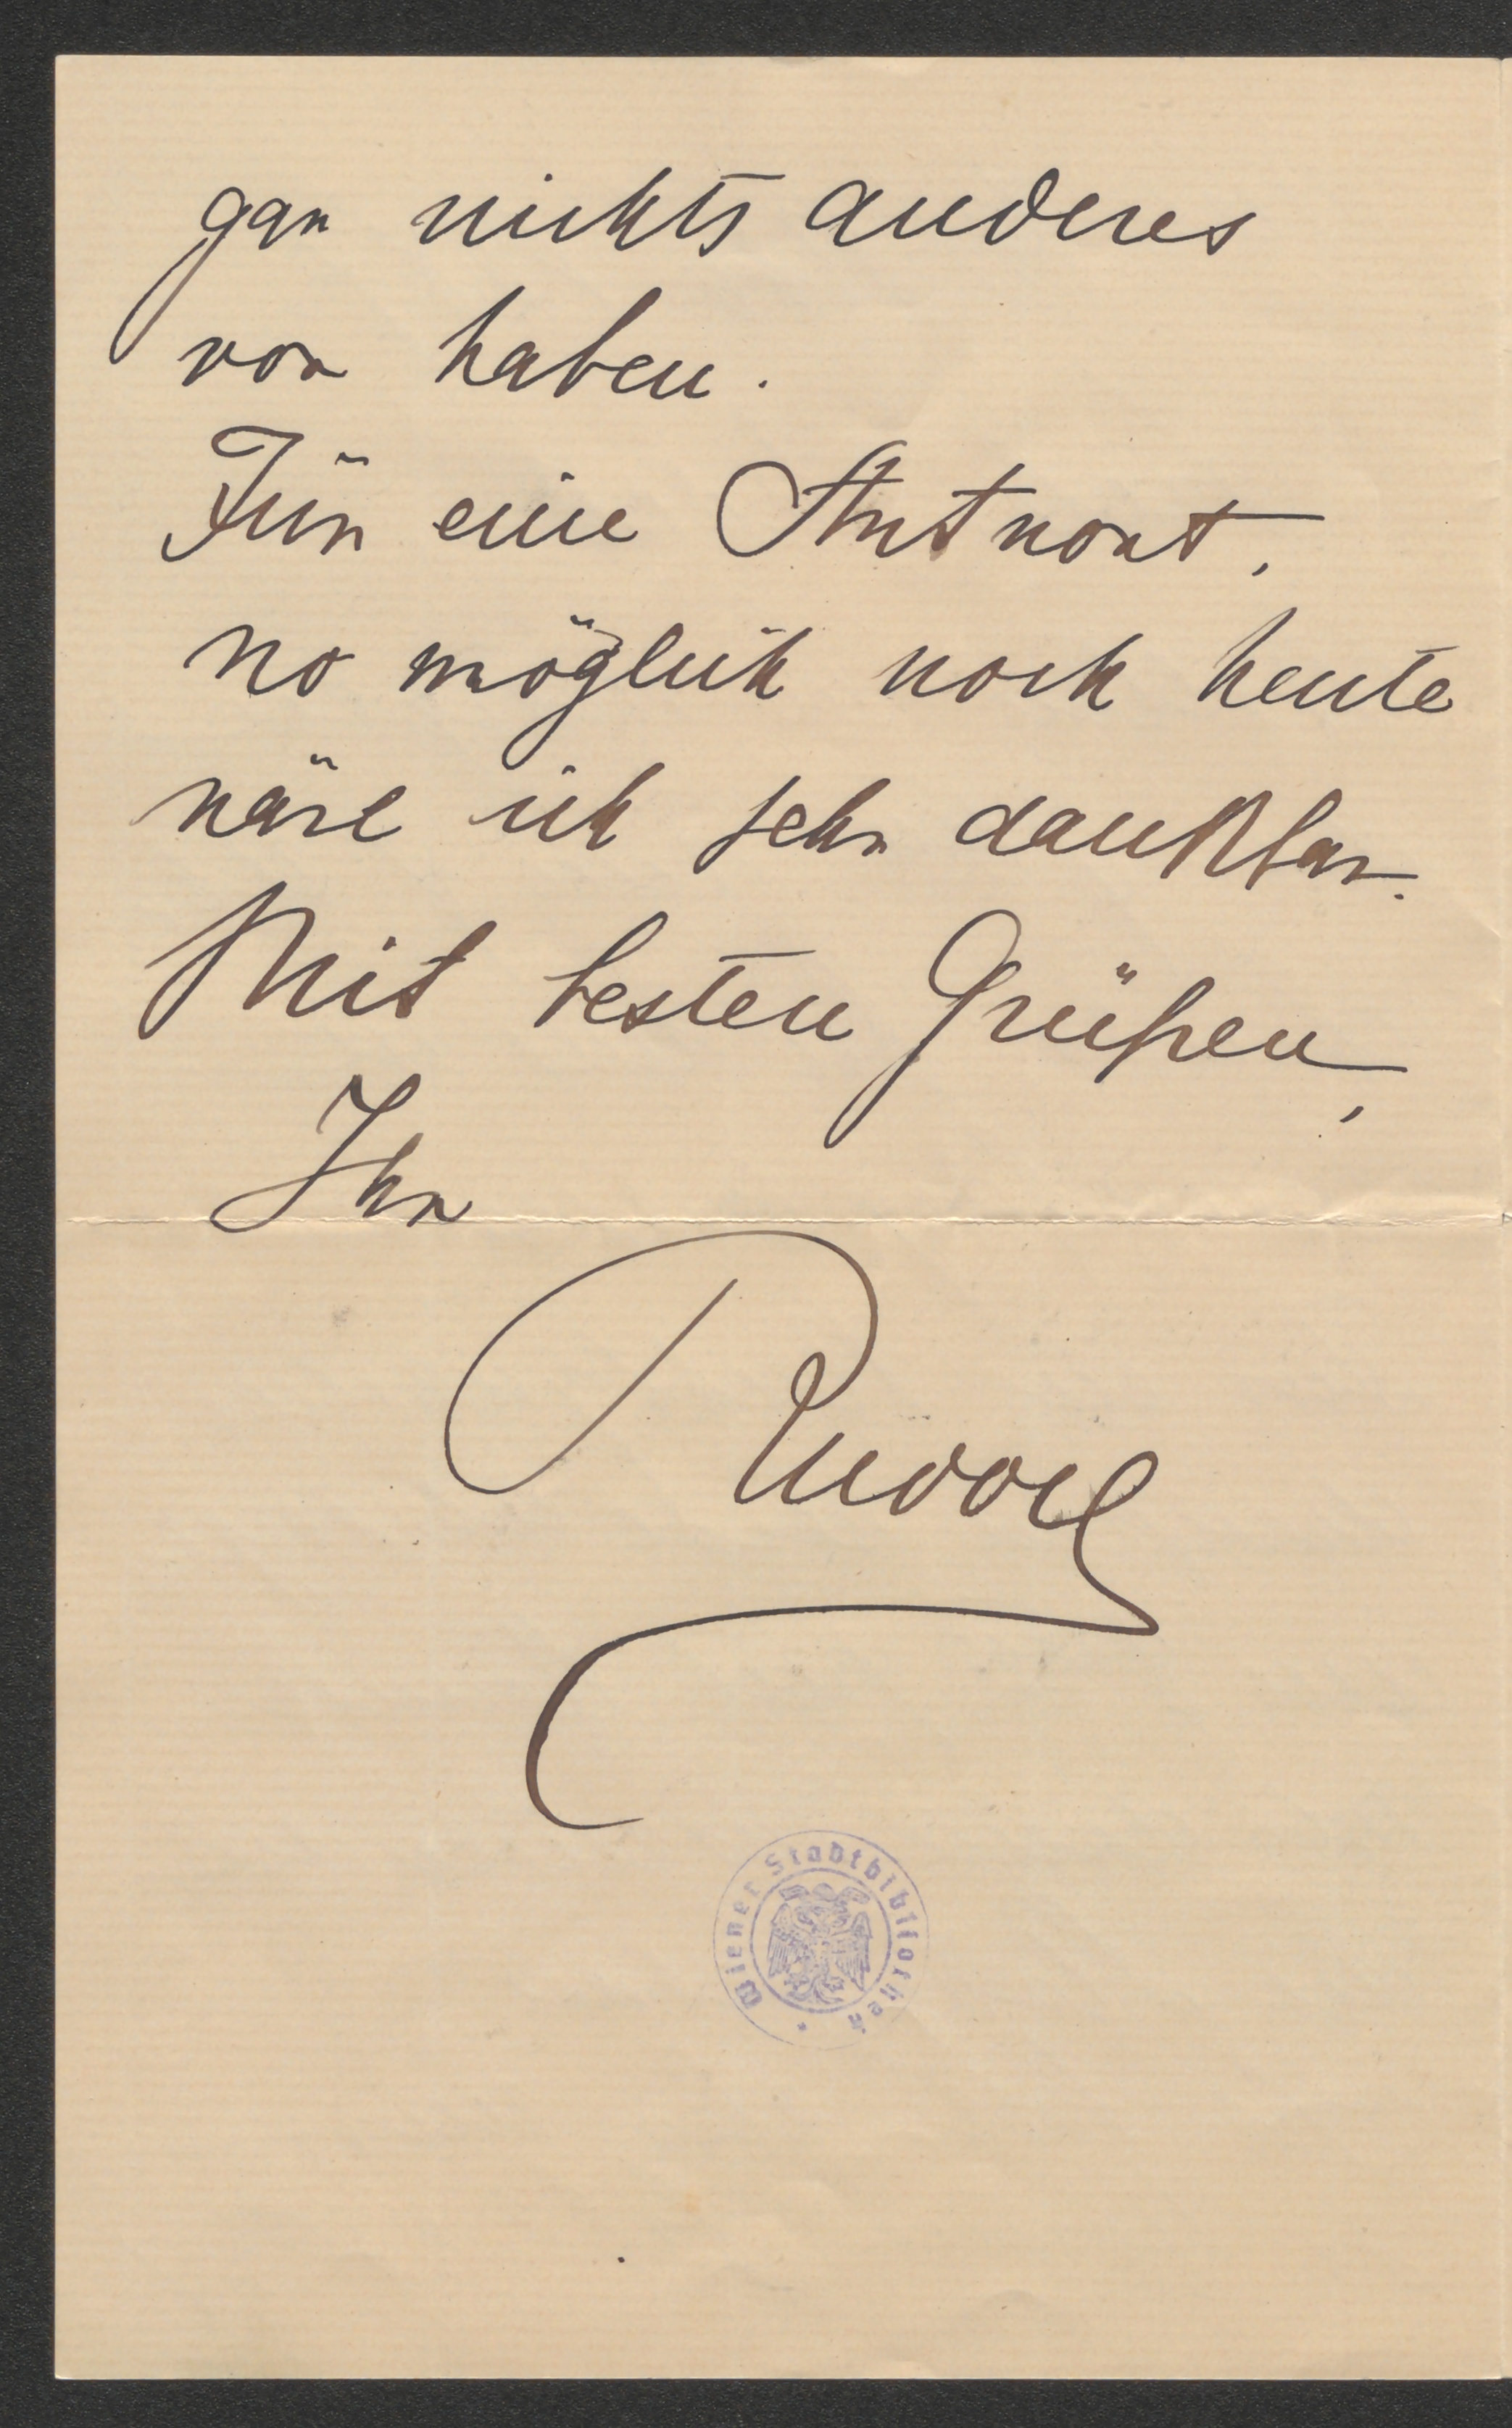 gar nichts anderes
vor haben.
Für eine Antwort,
wo möglich noch heute
wäre ich sehr dankbar.
Mit besten Grüßen,
Ihr
Wiener Stadtbibliothek